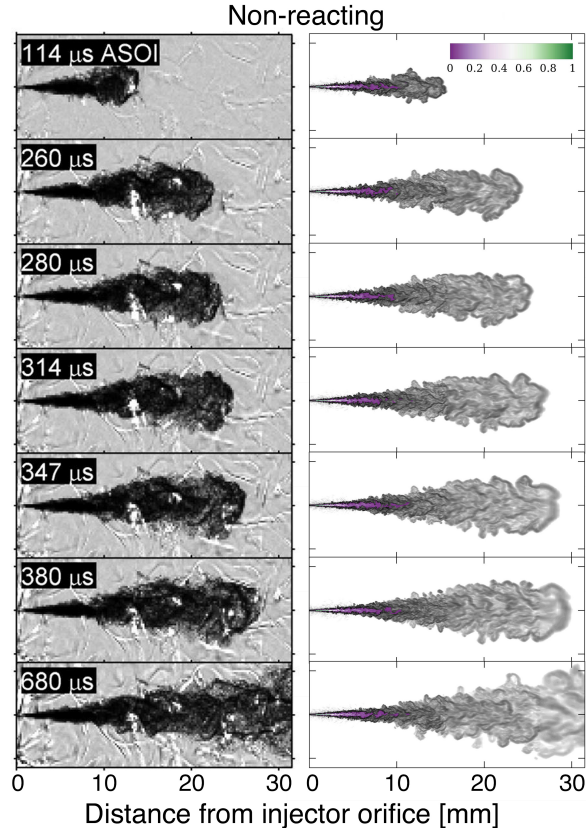 Non-reacting
114 μs ASOI
0 0.2 0.4 0.6 0.8 1
260 μs
280 μs
314 μs
347 μs
380 μs
680 μs
0 10 20 30 0 10 20 30
Distance from injector orifice [mm]